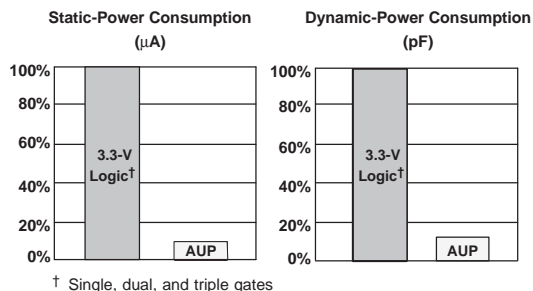 Static-Power Consumption
(μA)
100%
80%
60%
40%
20%
0%
3.3-V
Logic†
AUP
Dynamic-Power Consumption
(pF)
100%
80%
60%
40%
20%
0%
3.3-V
Logic†
AUP
† Single, dual, and triple gates